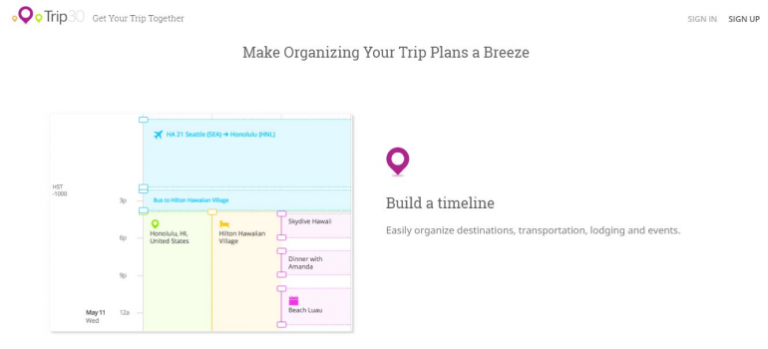 Trip30 Get Your Trip Together
SIGN IN SIGN UP
Make Organizing Your Trip Plans a Breeze
HA 21 Seattle (SEA) → Honolulu (HNL)
HST
-1000
3p
Bus to Hilton Hawaiian Village
Honolulu, HI,
United States
Hilton Hawaiian
Village
Skydive Hawaii
6p
Dinner with
Amanda
9p
Beach Luau
May 11
Wed
12a
Build a timeline
Easily organize destinations, transportation, lodging and events.